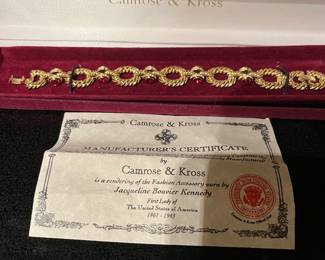 Camrose & Kross
Camrose & Kross
MANUFACTURER'S CERTIFICATE
Camrose & Kross
is a rendering of the Fashion Accessory worn by
Jacqueline Bouvier Kennedy
First Lady of
The United States of America
1961 - 1963